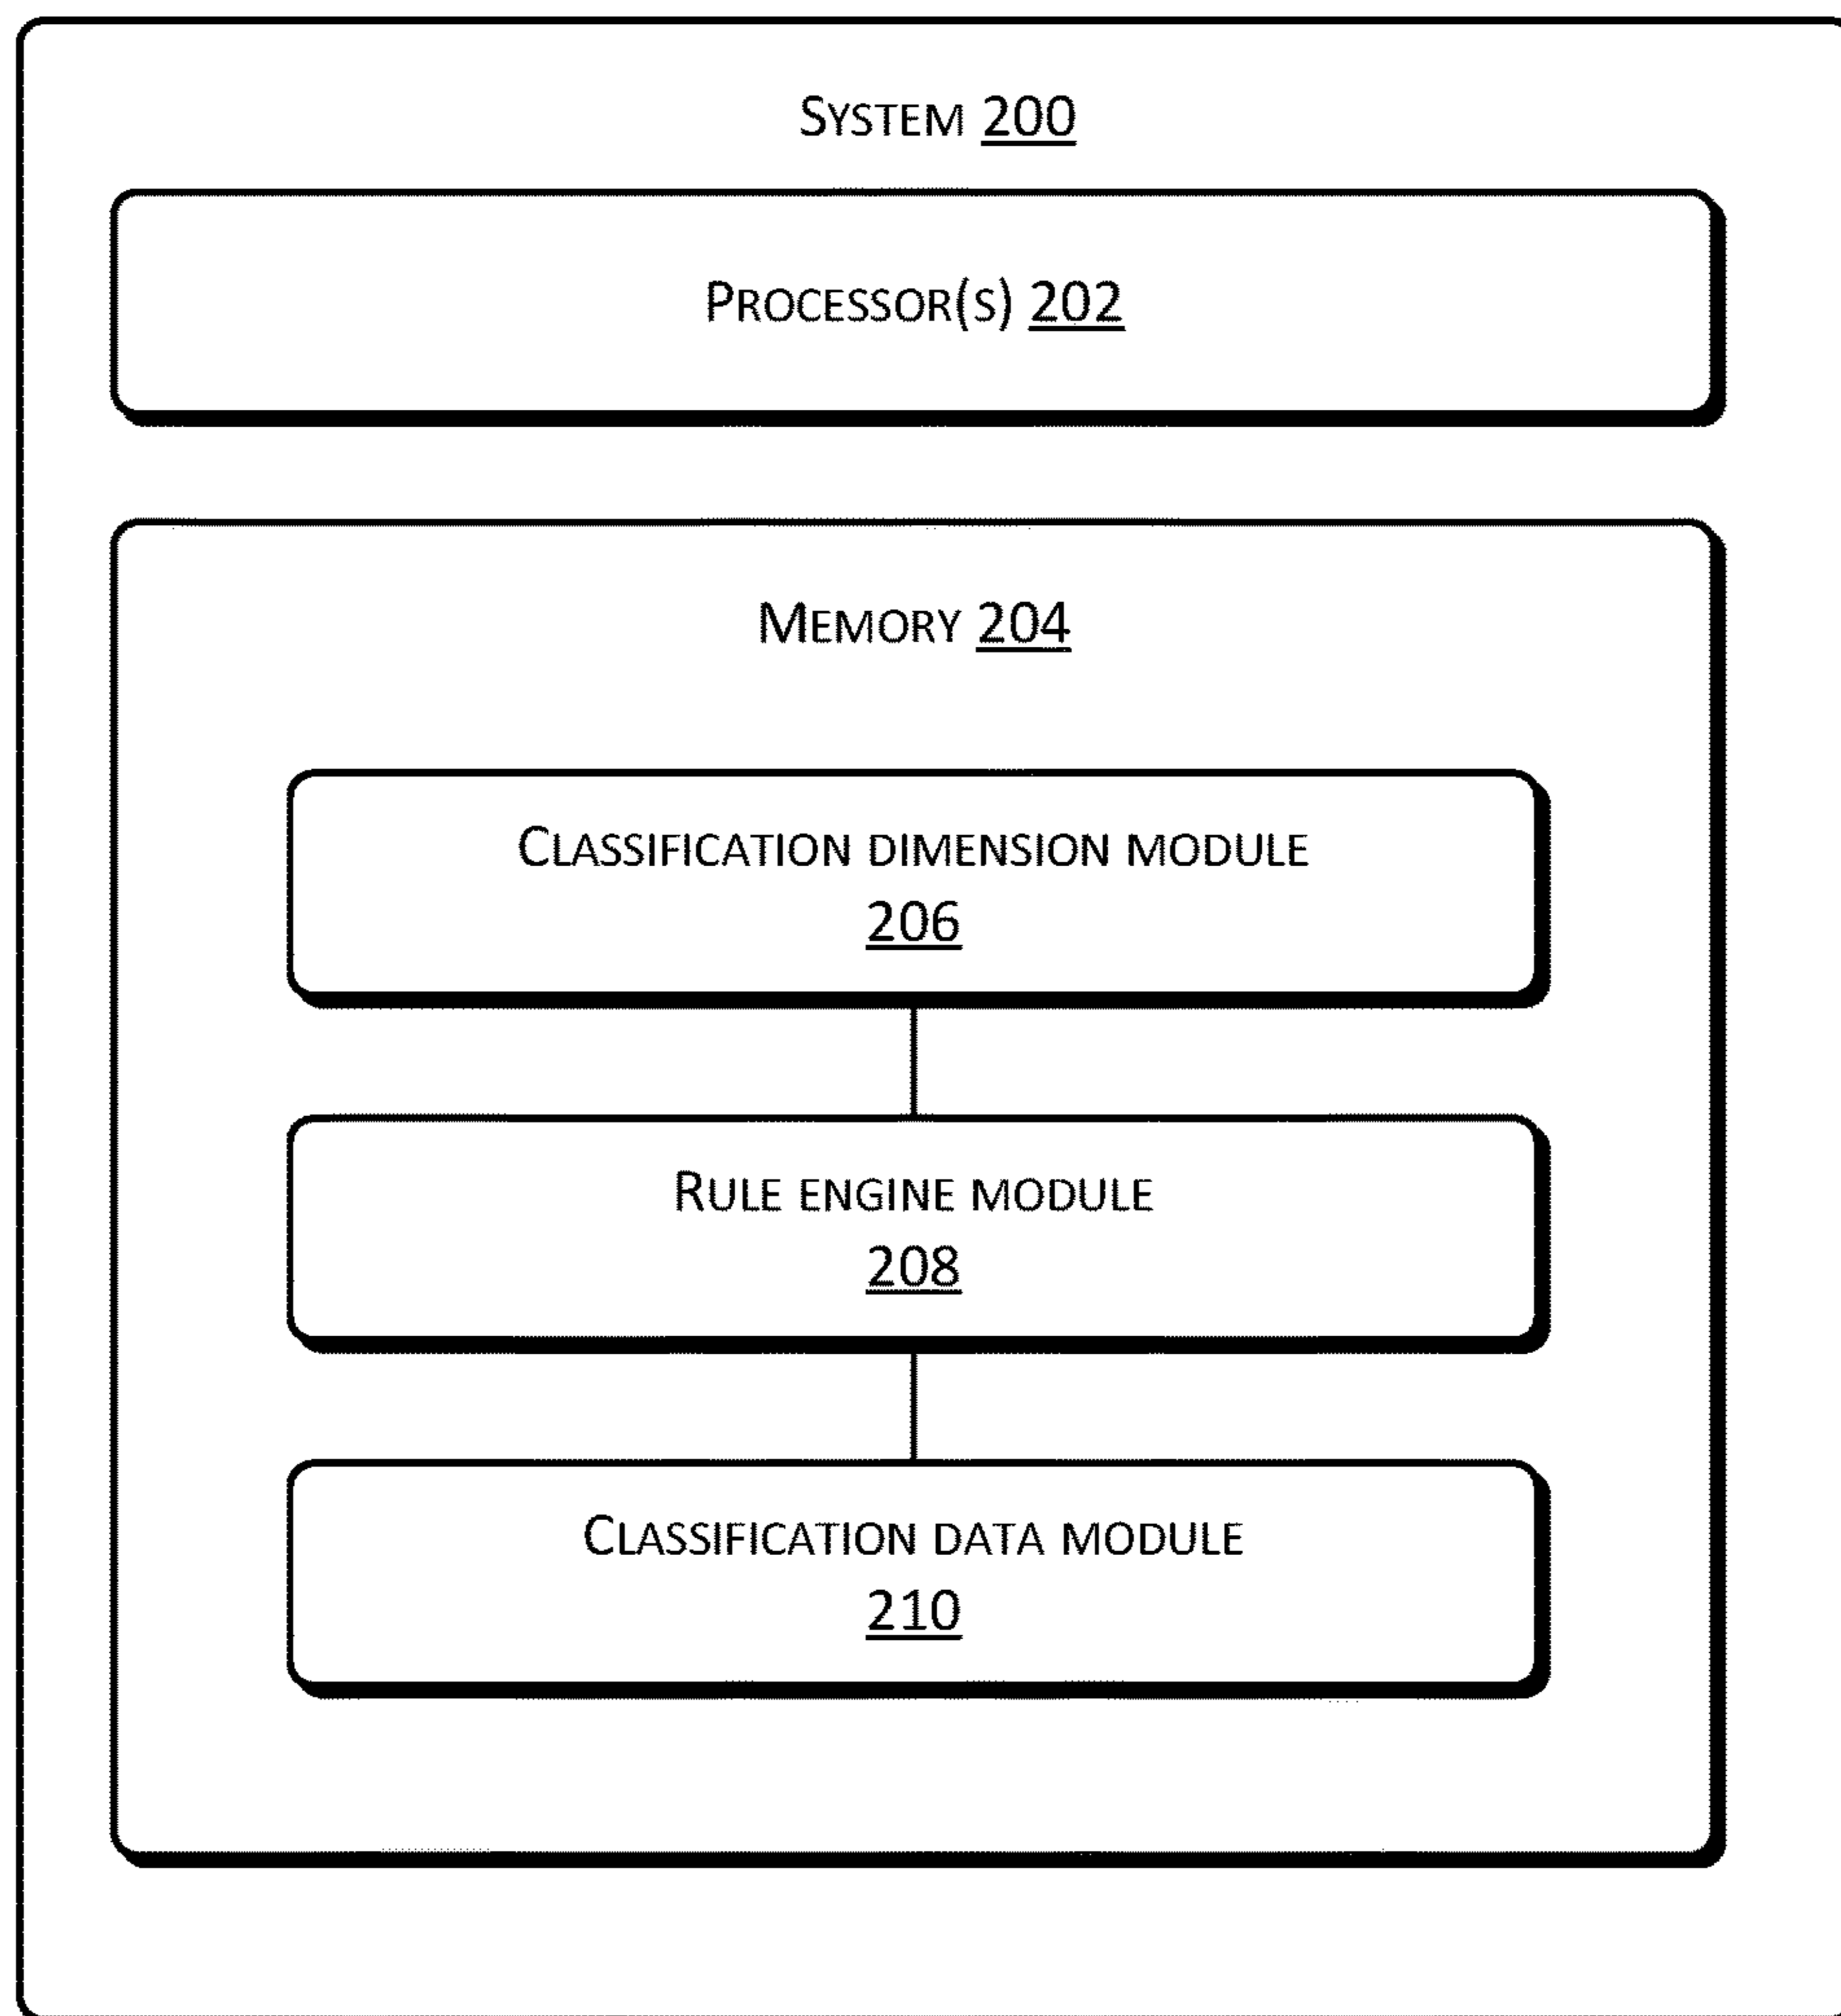 SYSTEM 200
PROCESSOR(S) 202
MEMORY 204
CLASSIFICATION DIMENSION MODULE
206
RULE ENGINE MODULE
208
CLASSIFICATION DATA MODULE
210